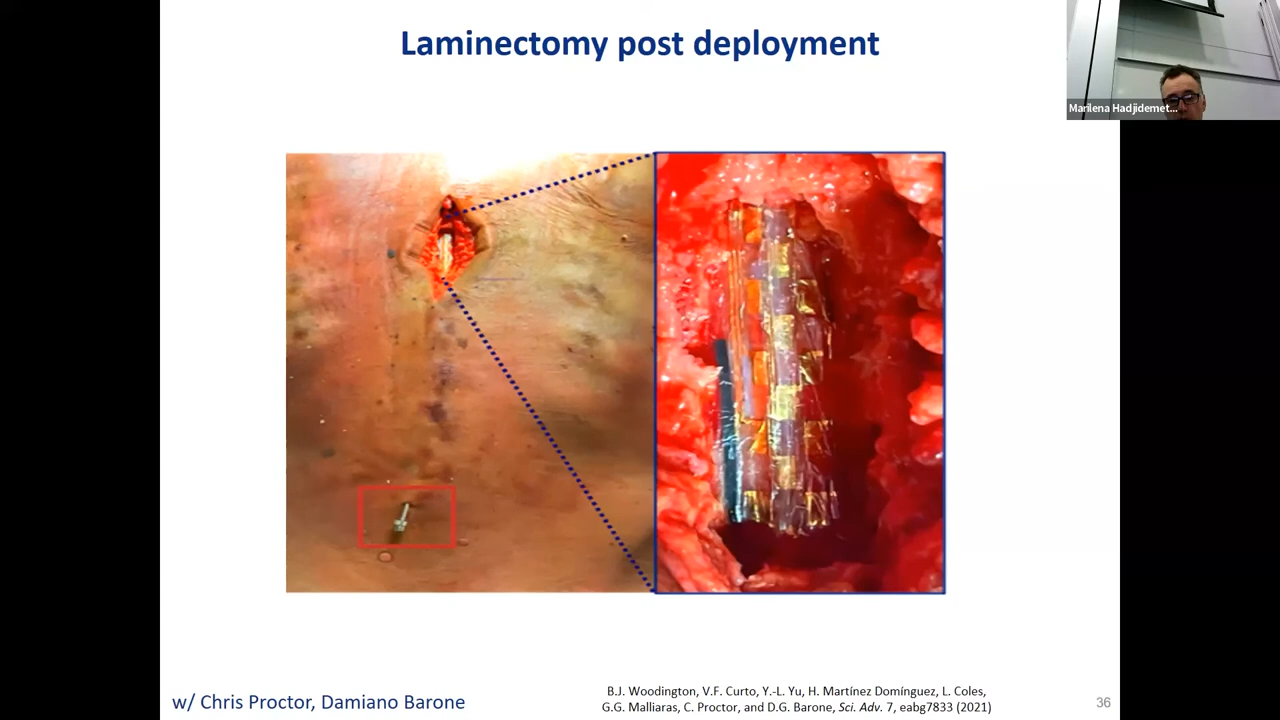 Laminectomy post deployment
Marilena Hadjidemet...
w/ Chris Proctor, Damiano Barone
B.J. Woodington, V.F. Curto, Y.-L. Yu, H. Martínez Domínguez, L. Coles,
G.G. Malliaras, C. Proctor, and D.G. Barone, Sci. Adv. 7, eabg7833 (2021)
36